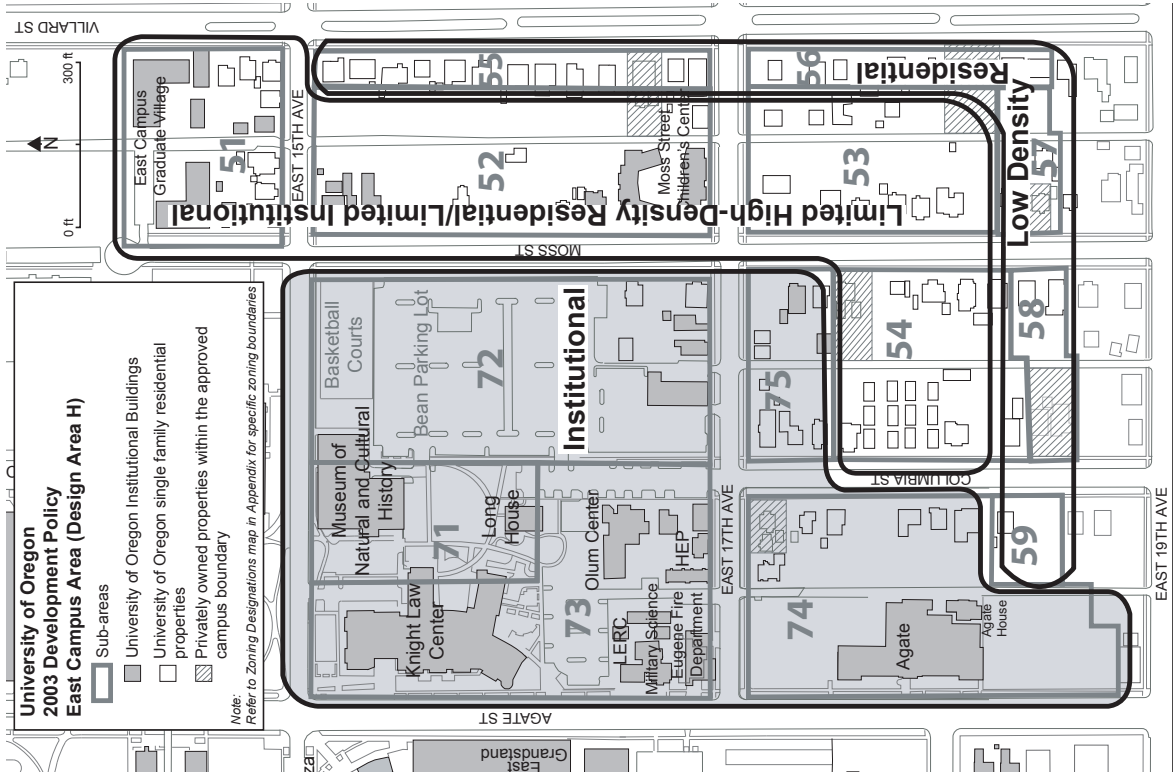 University of Oregon
2003 Development Policy
East Campus Area (Design Area H)
Sub-areas
University of Oregon Institutional Buildings
University of Oregon single family residential
properties
Privately owned properties within the approved
campus boundary
Note:
Refer to Zoning Designations map in Appendix for specific zoning boundaries
0 ft
300 ft
N
VILLARD ST
East Campus
Graduate Village
51
EAST 15TH AVE
55
52
Moss Street
Children's Center
56
53
Residential
Low Density
57
Limited High-Density Residential/Limited Institutional
MOSS ST
Basketball
Courts
Bean Parking Lot
72
Institutional
75
54
58
Museum of
Natural and Cultural
History
71
Long
House
COLUMBIA ST
Knight Law
Center
73
Olum Center
HEP
LERC
Military Science
Eugene Fire
Department
EAST 17TH AVE
74
Agate
Agate
House
59
EAST 19TH AVE
AGATE ST
East
Grandstand